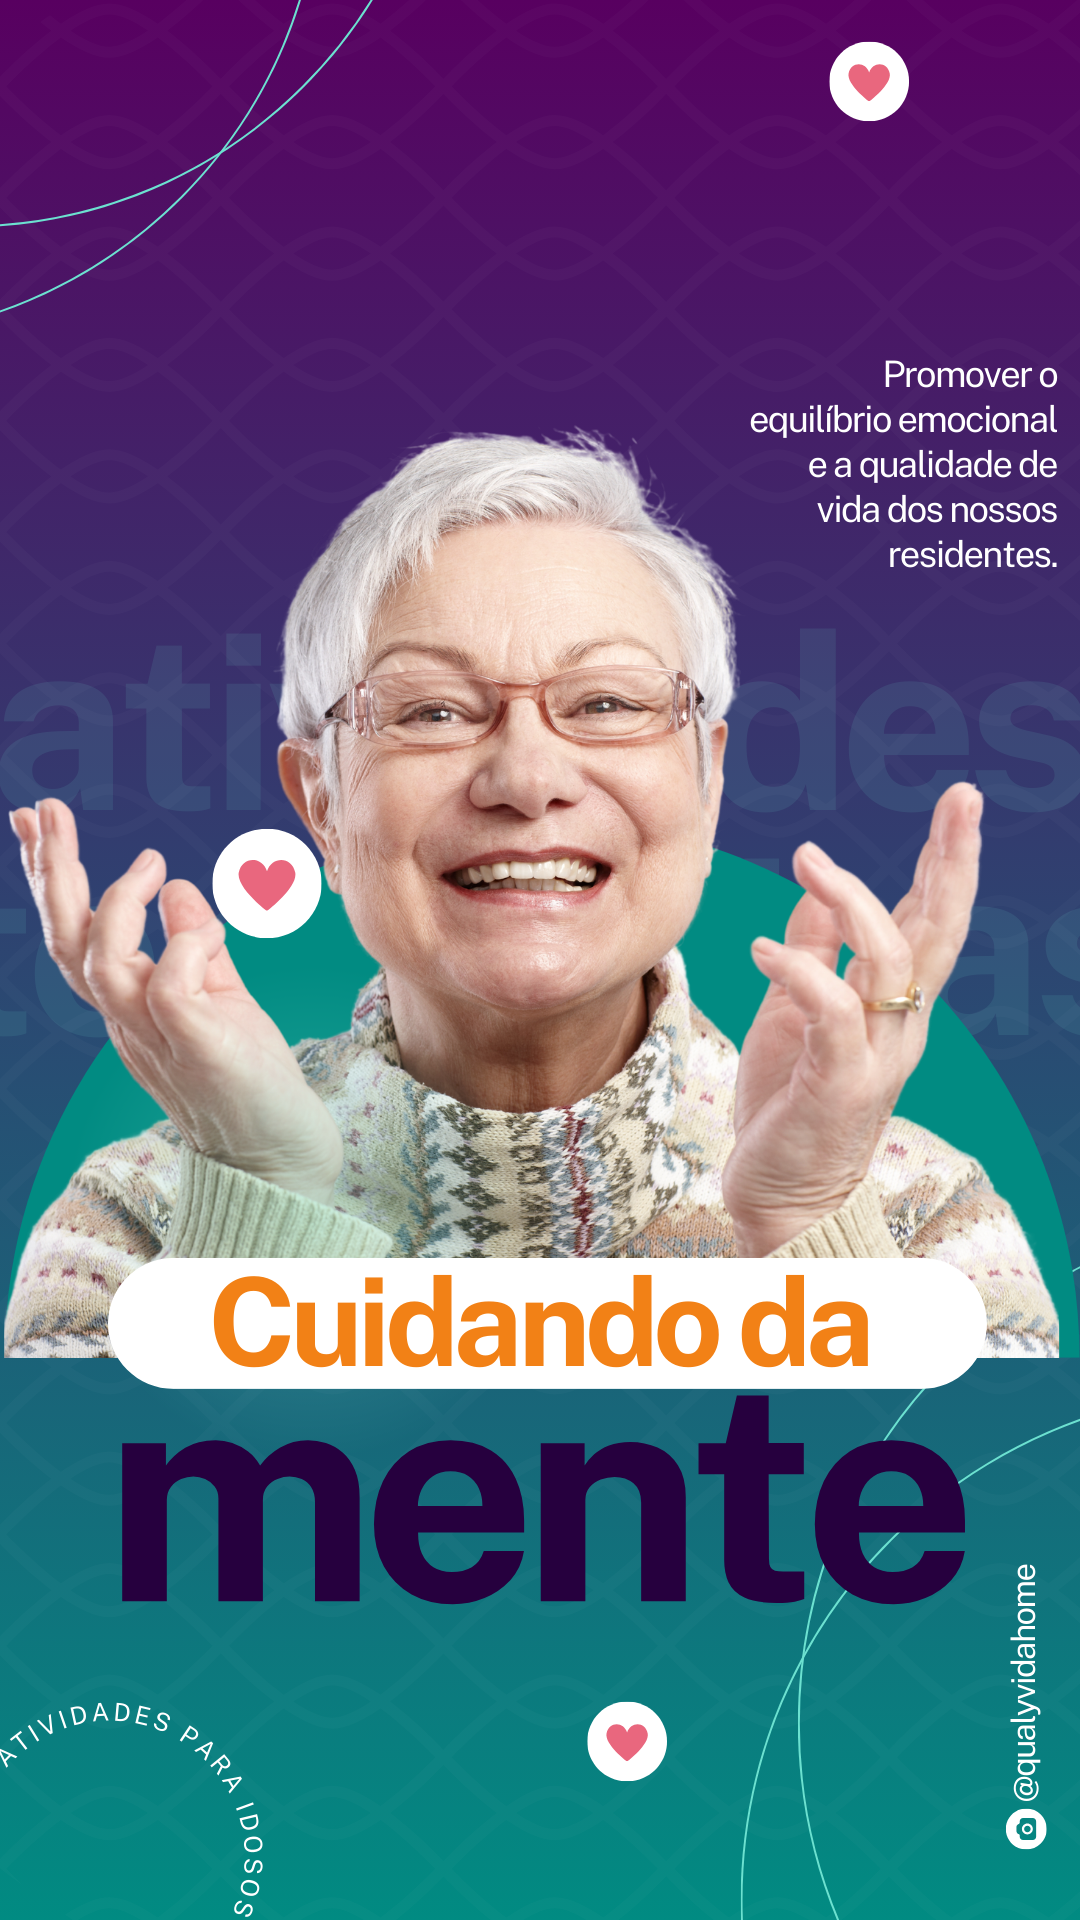 Promover o
equilíbrio emocional
e a qualidade de
vida dos nossos
residentes.
Cuidando da
mente
@qualyvidahome
ATIVIDADES PARA IDOSOS